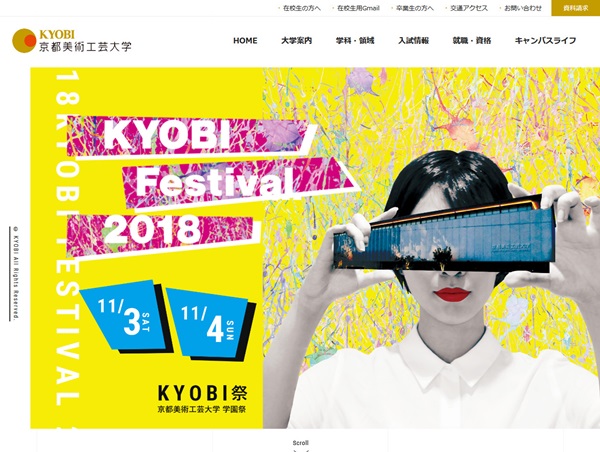 在校生の方へ 在校生用Gmail 卒業生の方へ 交通アクセス お問い合わせ 資料請求
KYOBI
京都美術工芸大学
HOME 大学案内 学科・領域 入試情報 就職・資格 キャンパスライフ
18 KYOBI FESTIVAL 2
KYOBI
Festival
2018
© KYOBI All Rights Reserved.
11/3 SAT
11/4 SUN
KYOBI祭
京都美術工芸大学 学園祭
Scroll